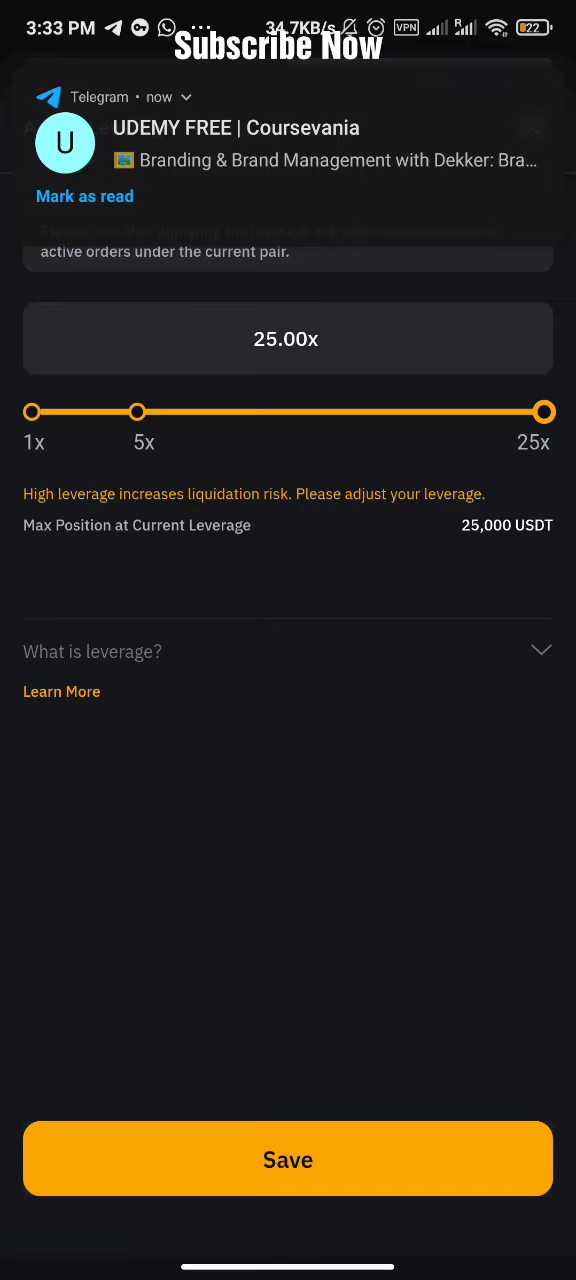 3:33 PM ... 34.7KB/s VPN R 22
Subscribe Now
Telegram • now
U
UDEMY FREE | Coursevania
Branding & Brand Management with Dekker: Bra...
Mark as read
active orders under the current pair.
25.00x
1x 5x 25x
High leverage increases liquidation risk. Please adjust your leverage.
Max Position at Current Leverage 25,000 USDT
What is leverage?
Learn More
Save